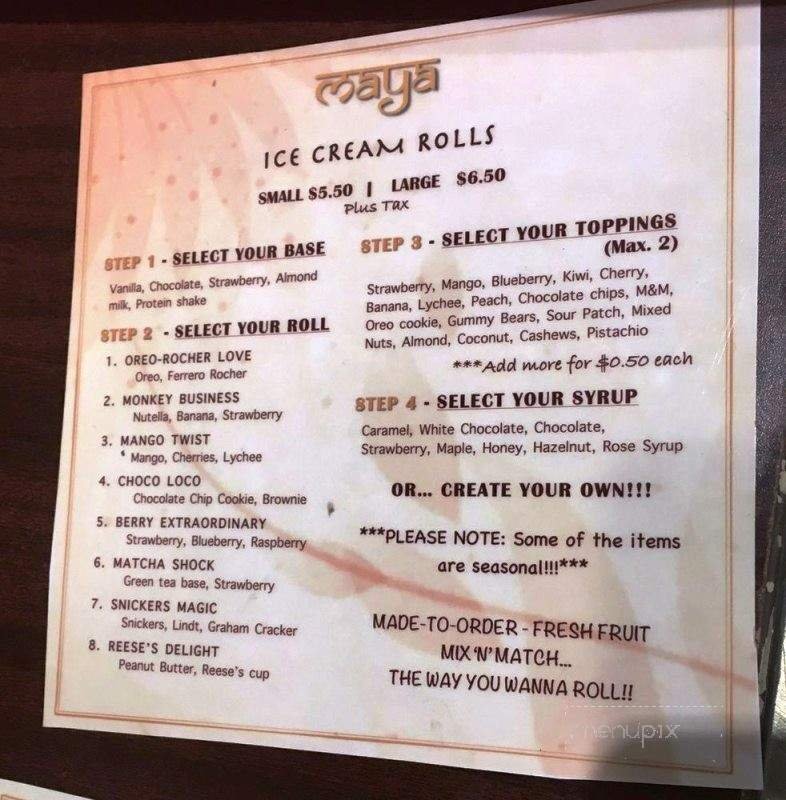 maya
ICE CREAM ROLLS
SMALL $5.50 | LARGE $6.50
Plus Tax
STEP 1 - SELECT YOUR BASE
Vanilla, Chocolate, Strawberry, Almond
milk, Protein shake
STEP 2 - SELECT YOUR ROLL
1. OREO-ROCHER LOVE
Oreo, Ferrero Rocher
2. MONKEY BUSINESS
Nutella, Banana, Strawberry
3. MANGO TWIST
Mango, Cherries, Lychee
4. CHOCO LOCO
Chocolate Chip Cookie, Brownie
5. BERRY EXTRAORDINARY
Strawberry, Blueberry, Raspberry
6. MATCHA SHOCK
Green tea base, Strawberry
7. SNICKERS MAGIC
Snickers, Lindt, Graham Cracker
8. REESE'S DELIGHT
Peanut Butter, Reese's cup
STEP 3 - SELECT YOUR TOPPINGS
(Max. 2)
Strawberry, Mango, Blueberry, Kiwi, Cherry,
Banana, Lychee, Peach, Chocolate chips, M&M,
Oreo cookie, Gummy Bears, Sour Patch, Mixed
Nuts, Almond, Coconut, Cashews, Pistachio
***Add more for $0.50 each
STEP 4 - SELECT YOUR SYRUP
Caramel, White Chocolate, Chocolate,
Strawberry, Maple, Honey, Hazelnut, Rose Syrup
OR... CREATE YOUR OWN!!!
***PLEASE NOTE: Some of the items
are seasonal!!!***
MADE-TO-ORDER - FRESH FRUIT
MIX 'N' MATCH...
THE WAY YOU WANNA ROLL!!
menupix